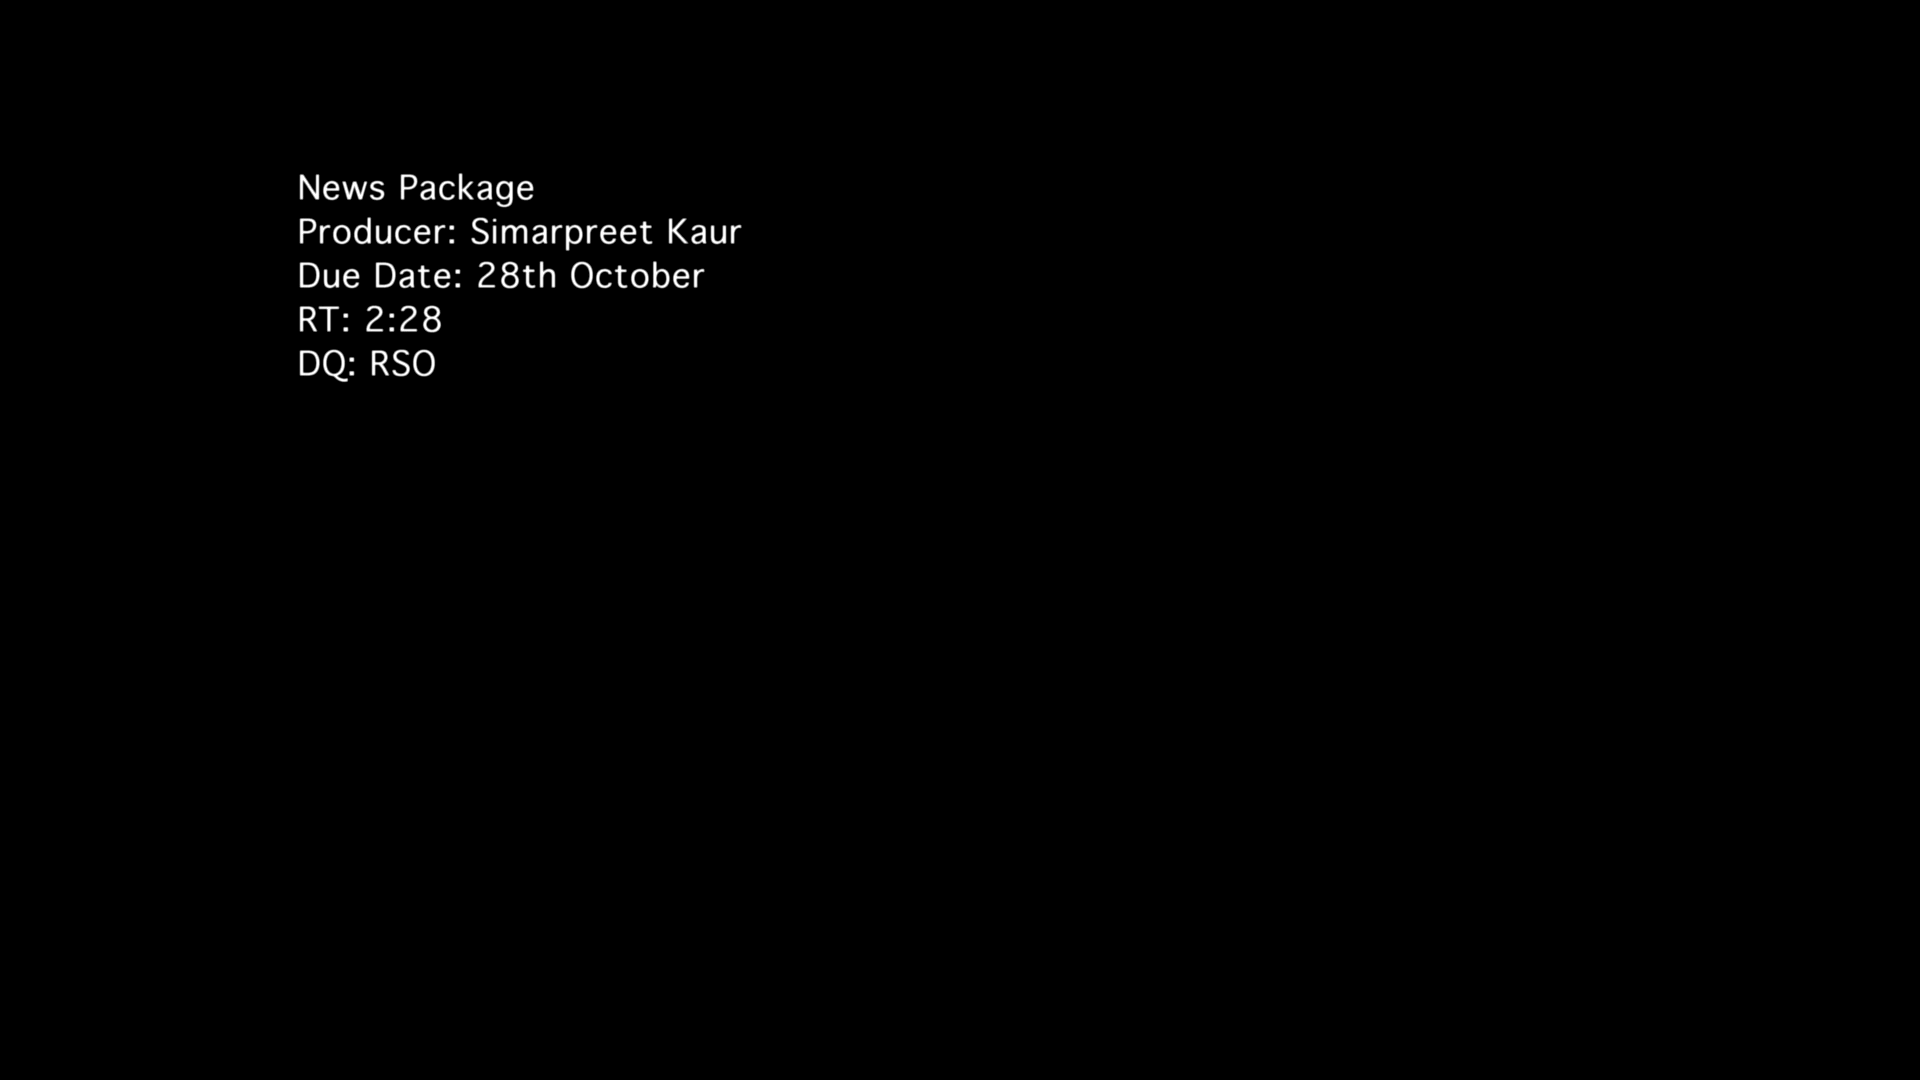 News Package
Producer: Simarpreet Kaur
Due Date: 28th October
RT: 2:28
DQ: RSO